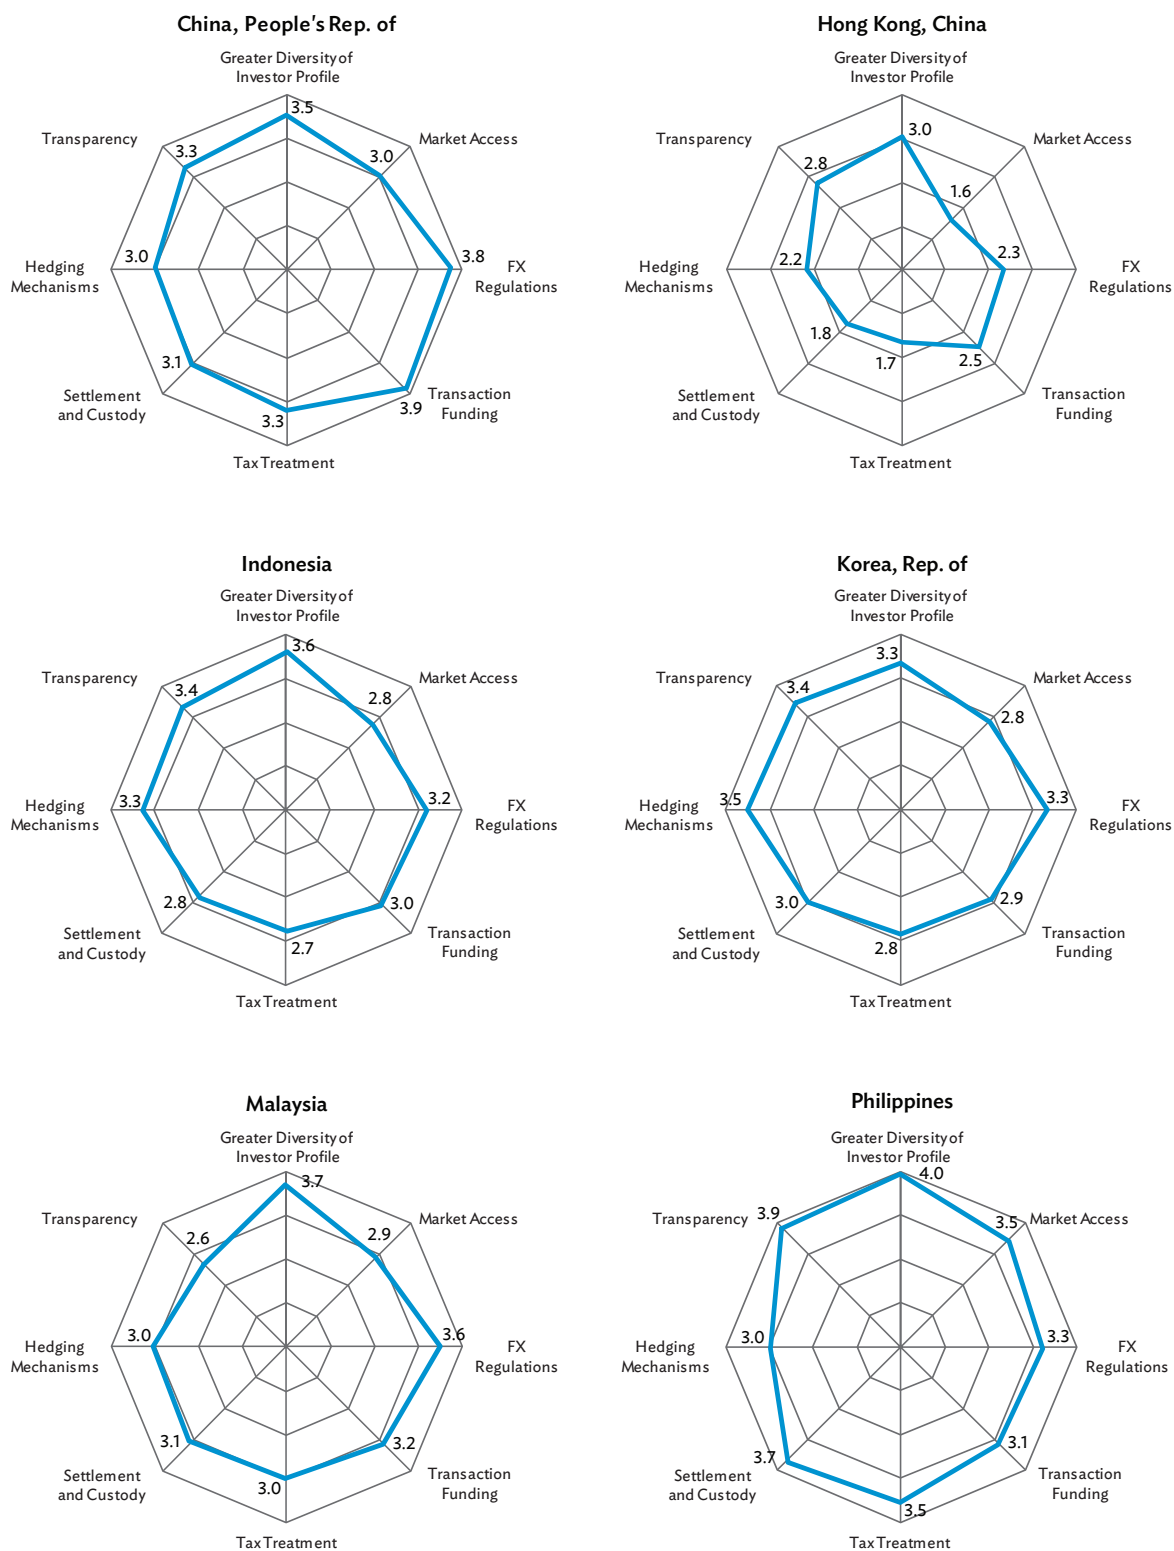 China, People's Rep. of
Greater Diversity of
Investor Profile
3.5
Transparency
Market Access
3.3
3.0
3.0
3.8
Hedging
Mechanisms
FX
Regulations
3.1
Settlement
and Custody
3.3
3.9
Transaction
Funding
Tax Treatment
Hong Kong, China
Greater Diversity of
Investor Profile
3.0
Transparency
Market Access
2.8
1.6
2.2
2.3
Hedging
Mechanisms
FX
Regulations
1.8
1.7
2.5
Settlement
and Custody
Transaction
Funding
Tax Treatment
Indonesia
Greater Diversity of
Investor Profile
3.6
Transparency
Market Access
3.4
2.8
3.3
3.2
Hedging
Mechanisms
FX
Regulations
2.8
3.0
Settlement
and Custody
2.7
Transaction
Funding
Tax Treatment
Korea, Rep. of
Greater Diversity of
Investor Profile
3.3
Transparency
Market Access
3.4
2.8
3.5
3.3
Hedging
Mechanisms
FX
Regulations
3.0
2.9
Settlement
and Custody
2.8
Transaction
Funding
Tax Treatment
Malaysia
Greater Diversity of
Investor Profile
3.7
Transparency
Market Access
2.6
2.9
3.0
3.6
Hedging
Mechanisms
FX
Regulations
3.1
3.2
Settlement
and Custody
3.0
Transaction
Funding
Tax Treatment
Philippines
Greater Diversity of
Investor Profile
4.0
Transparency
3.9
3.5
Market Access
3.0
3.3
Hedging
Mechanisms
FX
Regulations
3.7
3.1
Settlement
and Custody
3.5
Transaction
Funding
Tax Treatment